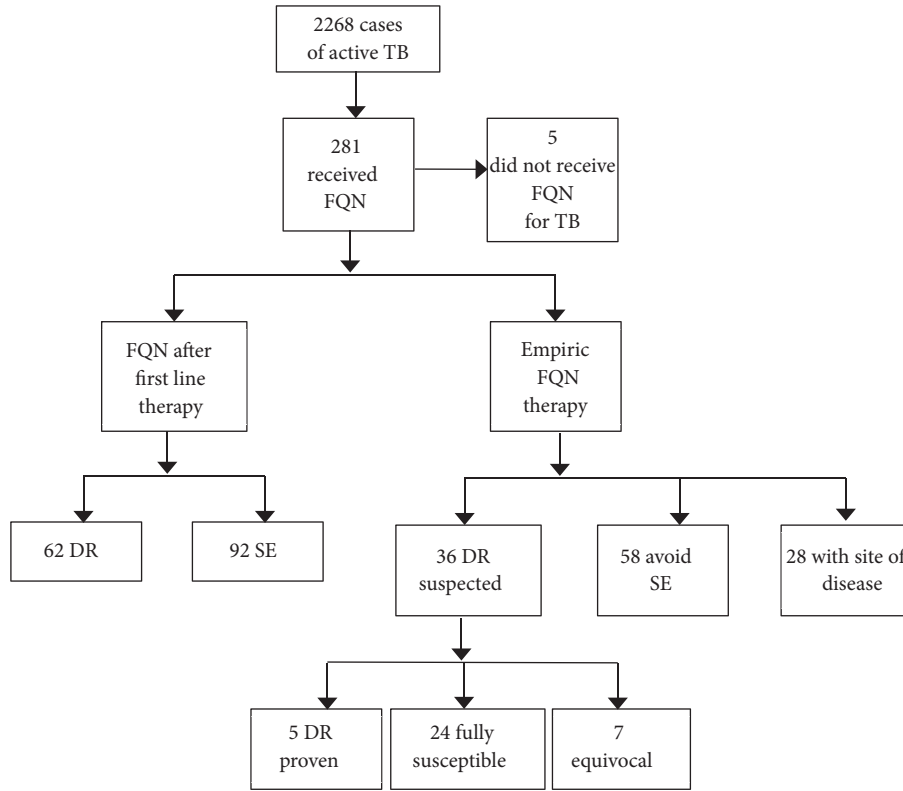 2268 cases
of active TB
281
received
FQN
5
did not receive
FQN
for TB
FQN after
first line
therapy
Empiric
FQN
therapy
62 DR
92 SE
36 DR
suspected
58 avoid
SE
28 with site of
disease
5 DR
proven
24 fully
susceptible
7
equivocal